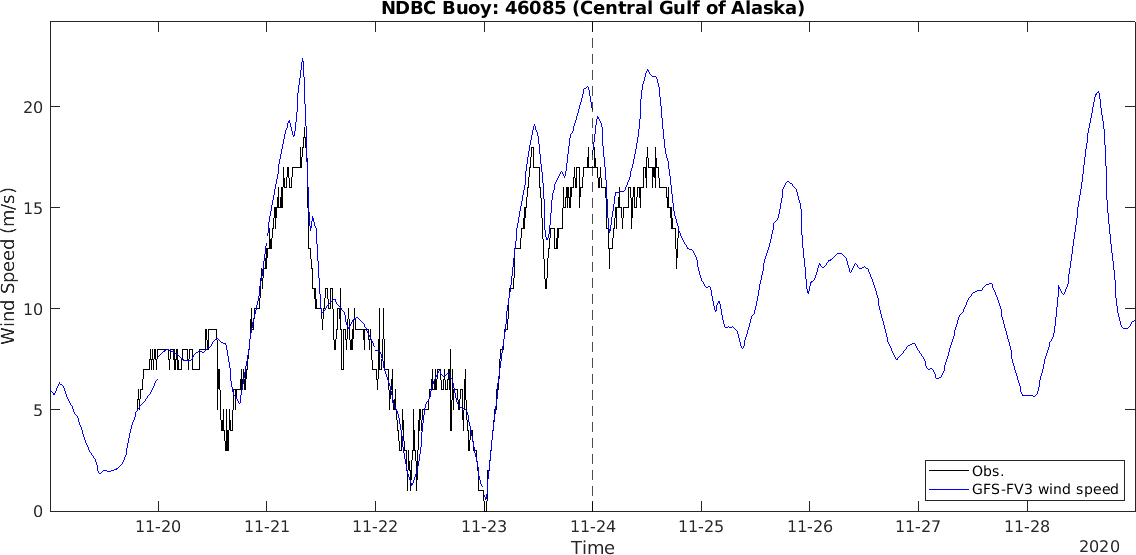 NDBC Buoy: 46085 (Central Gulf of Alaska)
Wind Speed (m/s)
20
15
10
5
0
11-20 11-21 11-22 11-23 11-24 11-25 11-26 11-27 11-28
Time
2020
Obs.
GFS-FV3 wind speed